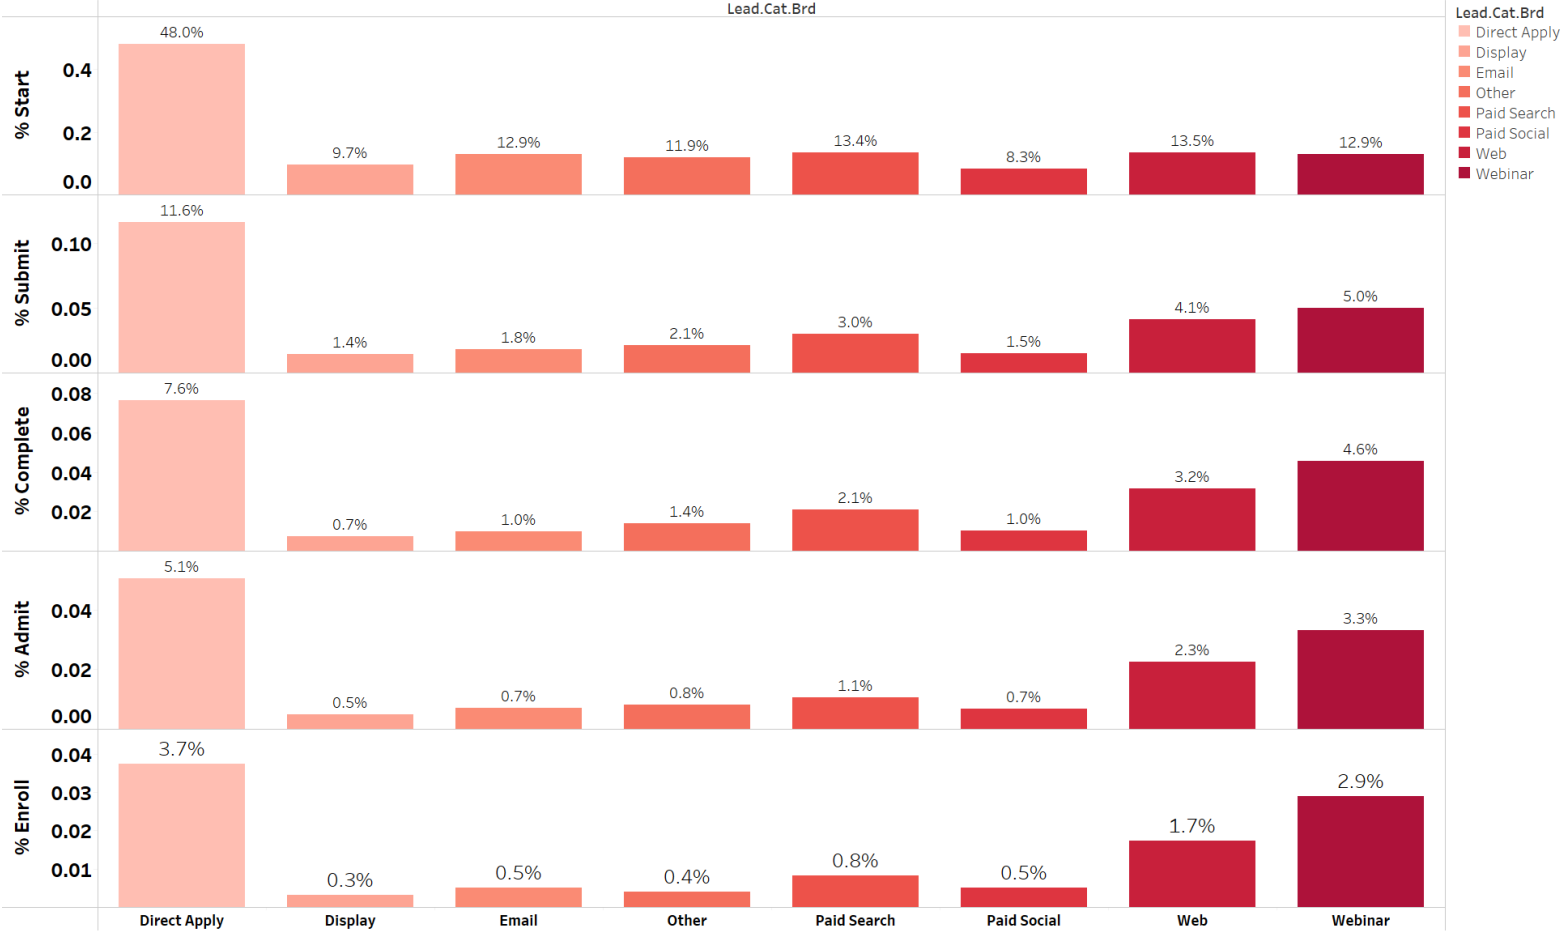 Lead.Cat.Brd
Lead.Cat.Brd
Direct Apply
Display
Email
Other
Paid Search
Paid Social
Web
Webinar
% Start
0.4
0.2
0.0
48.0%
9.7%
12.9%
11.9%
13.4%
8.3%
13.5%
12.9%
% Submit
0.10
0.05
0.00
11.6%
1.4%
1.8%
2.1%
3.0%
1.5%
4.1%
5.0%
% Complete
0.08
0.06
0.04
0.02
7.6%
0.7%
1.0%
1.4%
2.1%
1.0%
3.2%
4.6%
% Admit
0.04
0.02
0.00
5.1%
0.5%
0.7%
0.8%
1.1%
0.7%
2.3%
3.3%
% Enroll
0.04
0.03
0.02
0.01
3.7%
0.3%
0.5%
0.4%
0.8%
0.5%
1.7%
2.9%
Direct Apply
Display
Email
Other
Paid Search
Paid Social
Web
Webinar